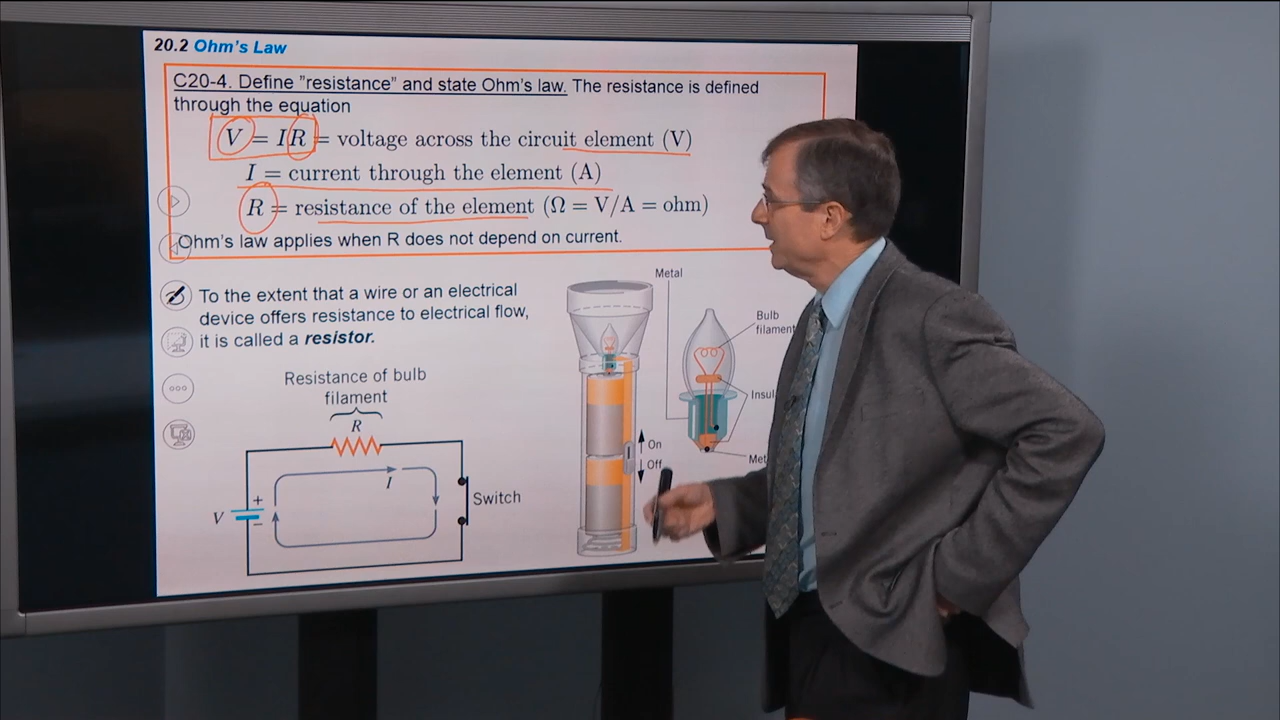 20.2 Ohm's Law
C20-4. Define "resistance" and state Ohm's law. The resistance is defined
through the equation
V = IR = voltage across the circuit element (V)
I = current through the element (A)
R = resistance of the element (Ω = V/A = ohm)
Ohm's law applies when R does not depend on current.
To the extent that a wire or an electrical
device offers resistance to electrical flow,
it is called a resistor.
Resistance of bulb
filament
R
I
V
+
−
Switch
Metal
Bulb
filament
On
Off